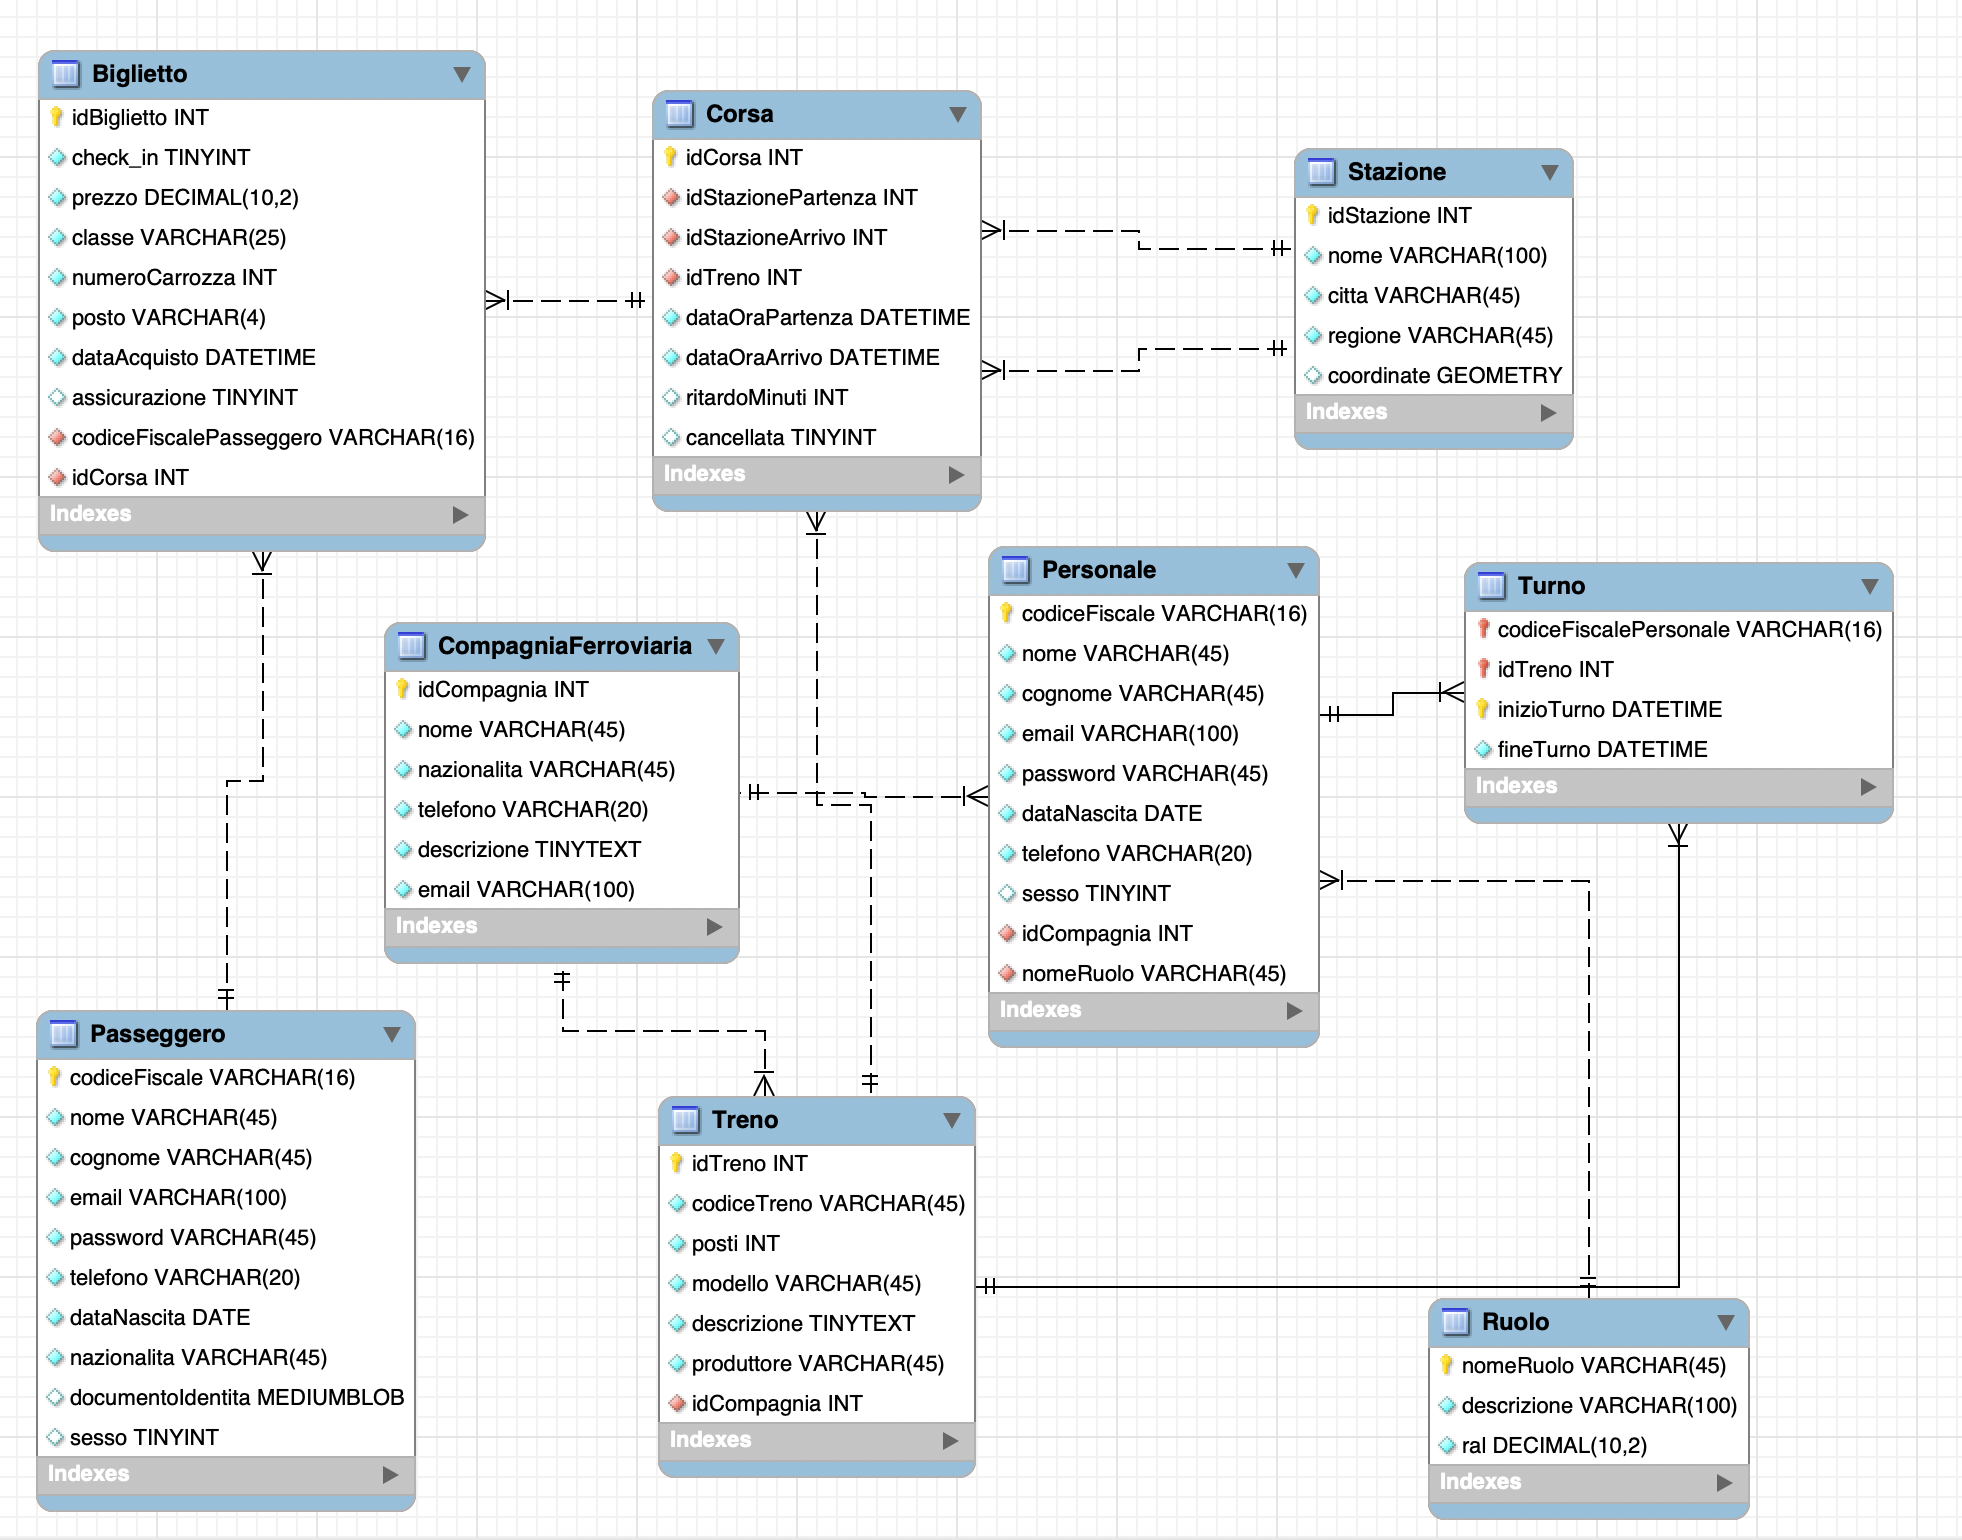 Biglietto
idBiglietto INT
check_in TINYINT
prezzo DECIMAL(10,2)
classe VARCHAR(25)
numeroCarrozza INT
posto VARCHAR(4)
dataAcquisto DATETIME
assicurazione TINYINT
codiceFiscalePasseggero VARCHAR(16)
idCorsa INT
Indexes
Corsa
idCorsa INT
idStazionePartenza INT
idStazioneArrivo INT
idTreno INT
dataOraPartenza DATETIME
dataOraArrivo DATETIME
ritardoMinuti INT
cancellata TINYINT
Indexes
Stazione
idStazione INT
nome VARCHAR(100)
citta VARCHAR(45)
regione VARCHAR(45)
coordinate GEOMETRY
Indexes
CompagniaFerroviaria
idCompagnia INT
nome VARCHAR(45)
nazionalita VARCHAR(45)
telefono VARCHAR(20)
descrizione TINYTEXT
email VARCHAR(100)
Indexes
Personale
codiceFiscale VARCHAR(16)
nome VARCHAR(45)
cognome VARCHAR(45)
email VARCHAR(100)
password VARCHAR(45)
dataNascita DATE
telefono VARCHAR(20)
sesso TINYINT
idCompagnia INT
nomeRuolo VARCHAR(45)
Indexes
Turno
codiceFiscalePersonale VARCHAR(16)
idTreno INT
inizioTurno DATETIME
fineTurno DATETIME
Indexes
Passeggero
codiceFiscale VARCHAR(16)
nome VARCHAR(45)
cognome VARCHAR(45)
email VARCHAR(100)
password VARCHAR(45)
telefono VARCHAR(20)
dataNascita DATE
nazionalita VARCHAR(45)
documentoIdentita MEDIUMBLOB
sesso TINYINT
Indexes
Treno
idTreno INT
codiceTreno VARCHAR(45)
posti INT
modello VARCHAR(45)
descrizione TINYTEXT
produttore VARCHAR(45)
idCompagnia INT
Indexes
Ruolo
nomeRuolo VARCHAR(45)
descrizione VARCHAR(100)
ral DECIMAL(10,2)
Indexes